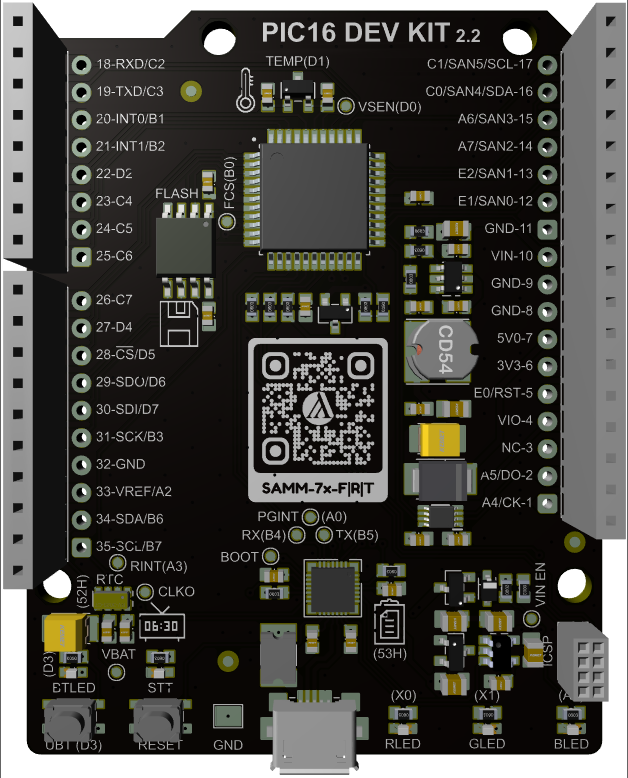 PIC16 DEV KIT 2.2
TEMP(D1)
VSEN(D0)
18-RXD/C2
19-TXD/C3
20-INT0/B1
21-INT1/B2
22-D2
23-C4
24-C5
25-C6
26-C7
27-D4
28-CS/D5
29-SDO/D6
30-SDI/D7
31-SCK/B3
32-GND
33-VREF/A2
34-SDA/B6
35-SCL/B7
C1/SAN5/SCL-17
C0/SAN4/SDA-16
A6/SAN3-15
A7/SAN2-14
E2/SAN1-13
E1/SAN0-12
GND-11
VIN-10
GND-9
GND-8
5V0-7
3V3-6
E0/RST-5
VIO-4
NC-3
A5/DO-2
A4/CK-1
FLASH
FCS(B0)
CD54
SAMM-7x-F|R|T
PGINT (A0)
RX(B4) TX(B5)
BOOT
RINT(A3)
RTC
(52H)
CLKO
06:30
(D3)
VBAT
BTLED
STT
(53H)
VIN EN
ICSP
UBT (D3)
RESET
GND
(X0)
RLED
(X1)
GLED
BLED